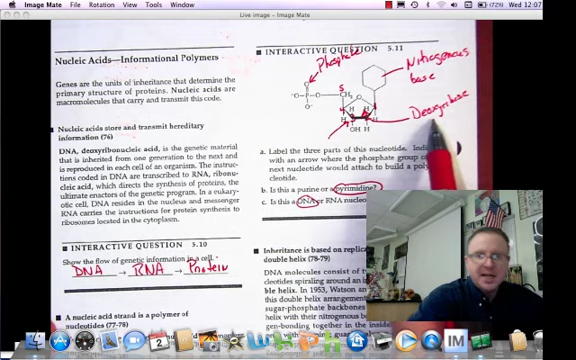 Image Mate File Rotation View Tools Window Wed 12:07
Live image - Image Mate
Nucleic Acids—Informational Polymers
Genes are the units of inheritance that determine the
primary structure of proteins. Nucleic acids are
macromolecules that carry and transmit this code.
Nucleic acids store and transmit hereditary
information (76)
DNA, deoxyribonucleic acid, is the genetic material
that is inherited from one generation to the next and
is reproduced in each cell of an organism. The instruc-
tions coded in DNA are transcribed to RNA, ribonu-
cleic acid, which directs the synthesis of proteins, the
ultimate enactors of the genetic program. In a eukaryo-
tic cell, DNA resides in the nucleus and messenger
RNA carries the instructions for protein synthesis to
ribosomes located in the cytoplasm.
INTERACTIVE QUESTION 5.10
Show the flow of genetic information in a cell.
DNA → RNA → Protein
A nucleic acid strand is a polymer of
nucleotides (77-78)
INTERACTIVE QUESTION 5.11
Phosphate
Nitrogenous
base
5
CH₂
O
O⁻
P
O
O⁻
4
H H
OH H
a. Label the three parts of this nucleotide.
with an arrow where the phosphate group of
next nucleotide would attach to build a
cleotide.
b. Is this a purine or pyrimidine?
c. Is this a DNA or RNA
Inheritance is based on
double helix (78-79)
DNA molecules consist of
cleotides spiraling around an
ble helix. In 1953, Watson an
this double helix arrangement
sugar-phosphate backbones
helix with their nitrogenous
gen-bonding together in the